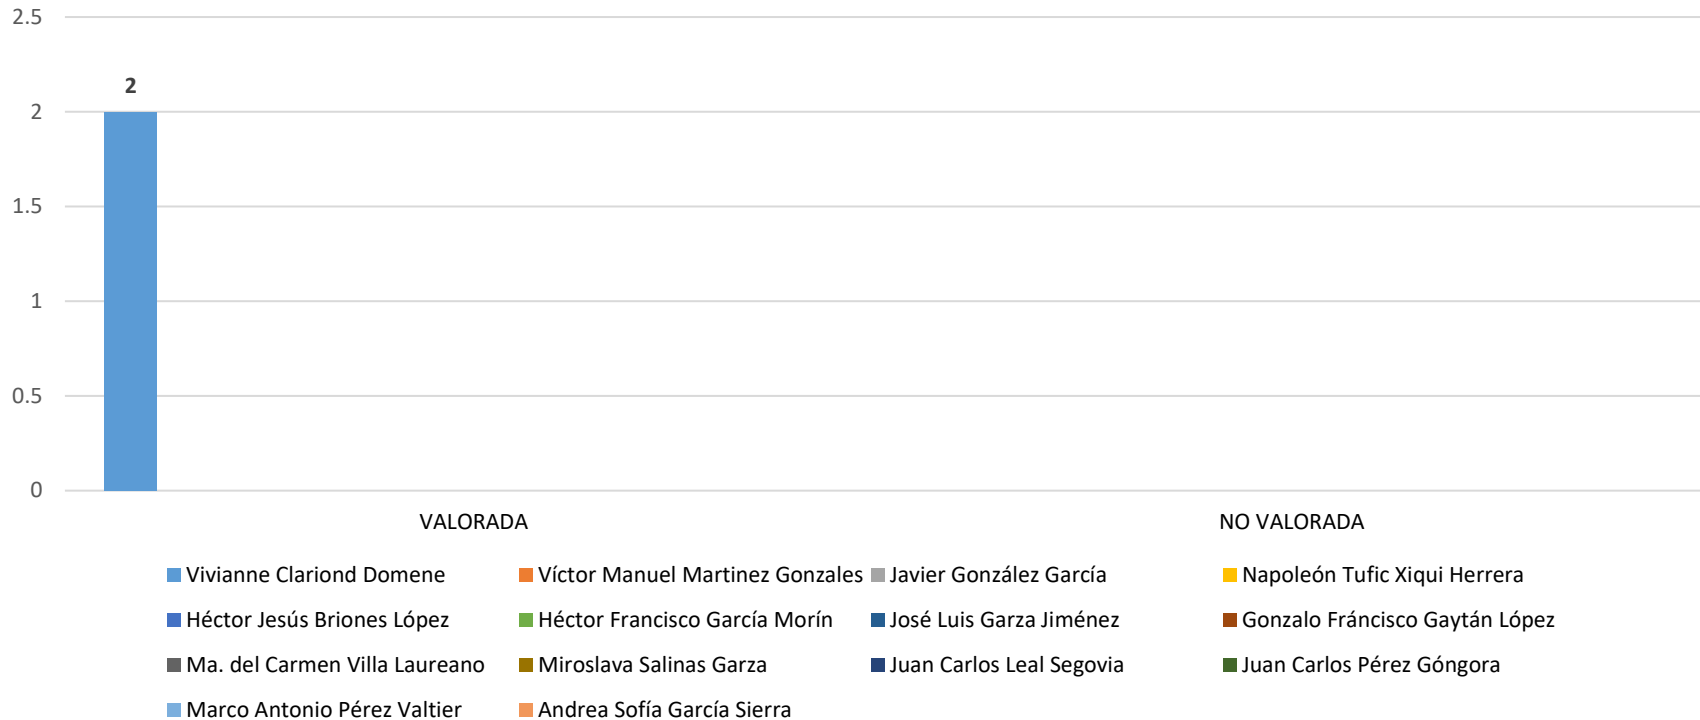 2.5
2
2
1.5
1
0.5
0
VALORADA NO VALORADA
Vivianne Clariond Domene Víctor Manuel Martinez Gonzales Javier González García Napoleón Tufic Xiqui Herrera
Héctor Jesús Briones López Héctor Francisco García Morín José Luis Garza Jiménez Gonzalo Fráncisco Gaytán López
Ma. del Carmen Villa Laureano Miroslava Salinas Garza Juan Carlos Leal Segovia Juan Carlos Pérez Góngora
Marco Antonio Pérez Valtier Andrea Sofía García Sierra